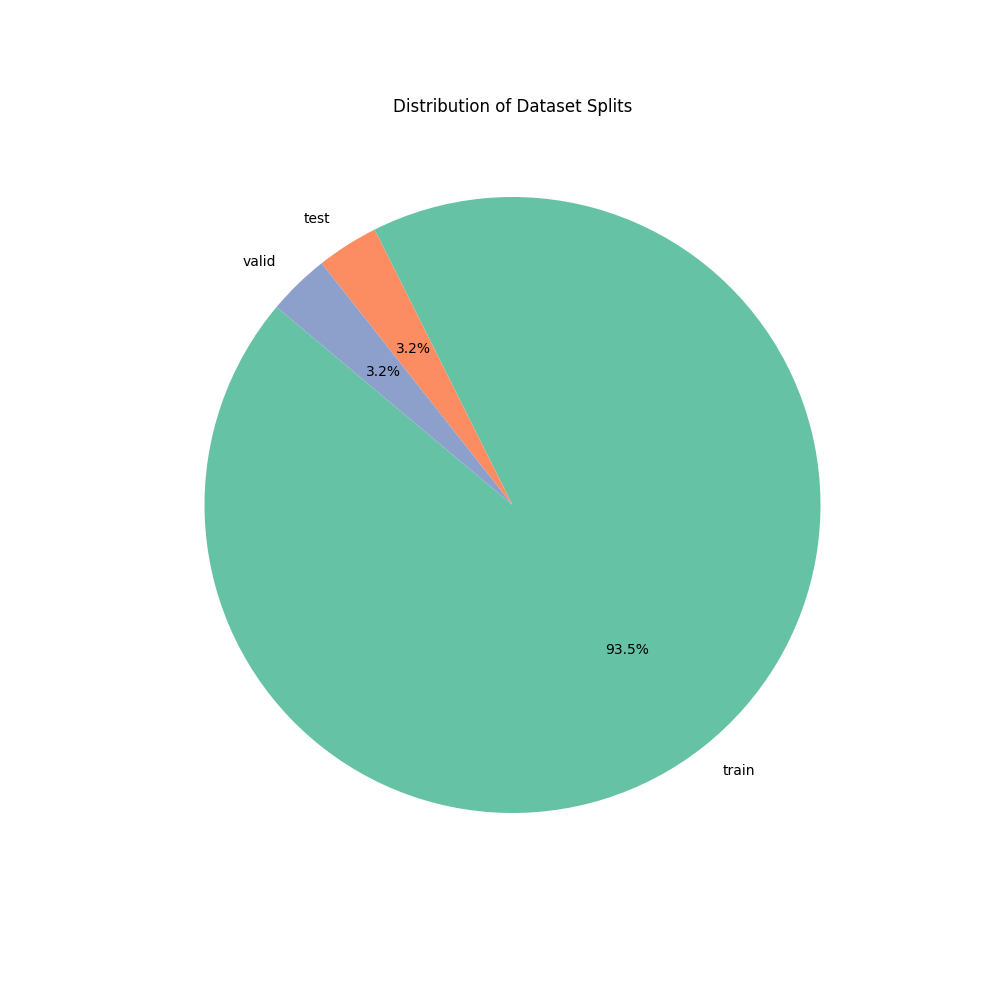 Distribution of Dataset Splits
test
valid
3.2%
3.2%
93.5%
train